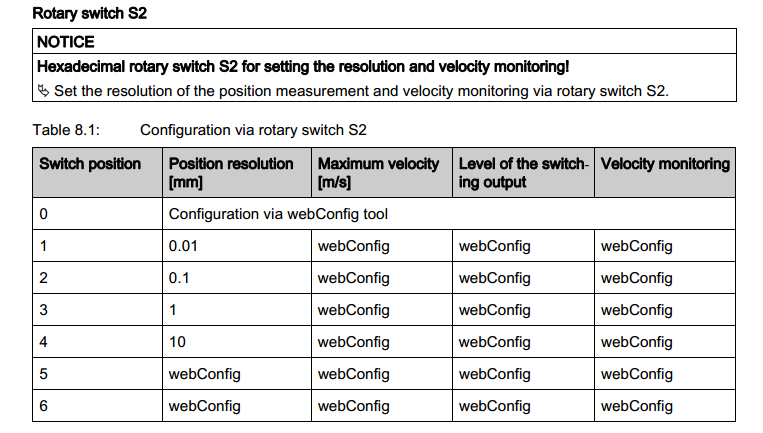 Rotary switch S2
NOTICE
Hexadecimal rotary switch S2 for setting the resolution and velocity monitoring!
Set the resolution of the position measurement and velocity monitoring via rotary switch S2.
Table 8.1: Configuration via rotary switch S2
Switch position Position resolution [mm] Maximum velocity [m/s] Level of the switch-ing output Velocity monitoring
0 Configuration via webConfig tool
1 0.01 webConfig webConfig webConfig
2 0.1 webConfig webConfig webConfig
3 1 webConfig webConfig webConfig
4 10 webConfig webConfig webConfig
5 webConfig webConfig webConfig webConfig
6 webConfig webConfig webConfig webConfig